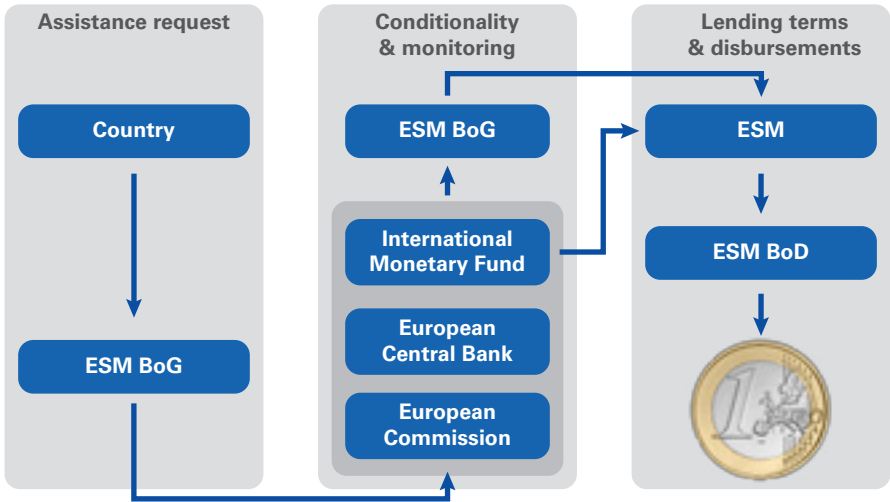 Assistance request
Country
ESM BoG
Conditionality
& monitoring
ESM BoG
International
Monetary Fund
European
Central Bank
European
Commission
Lending terms
& disbursements
ESM
ESM BoD
1